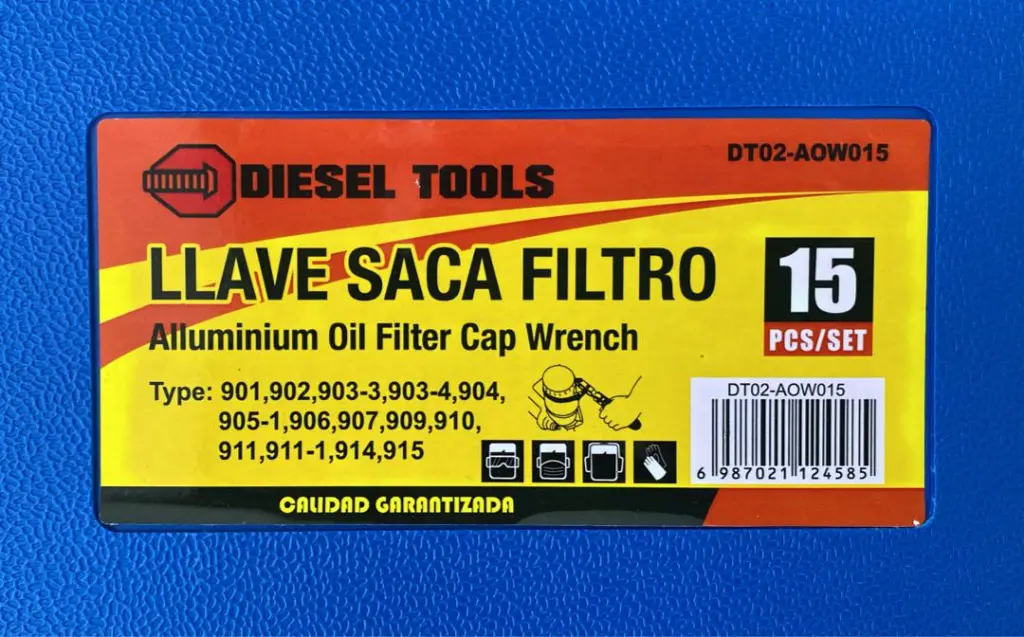 DIESEL TOOLS
DT02-AOW015
LLAVE SACA FILTRO
15
PCS/SET
Alluminium Oil Filter Cap Wrench
Type: 901,902,903-3,903-4,904,
905-1,906,907,909,910,
911,911-1,914,915
DT02-AOW015
6 987021 124585
CALIDAD GARANTIZADA